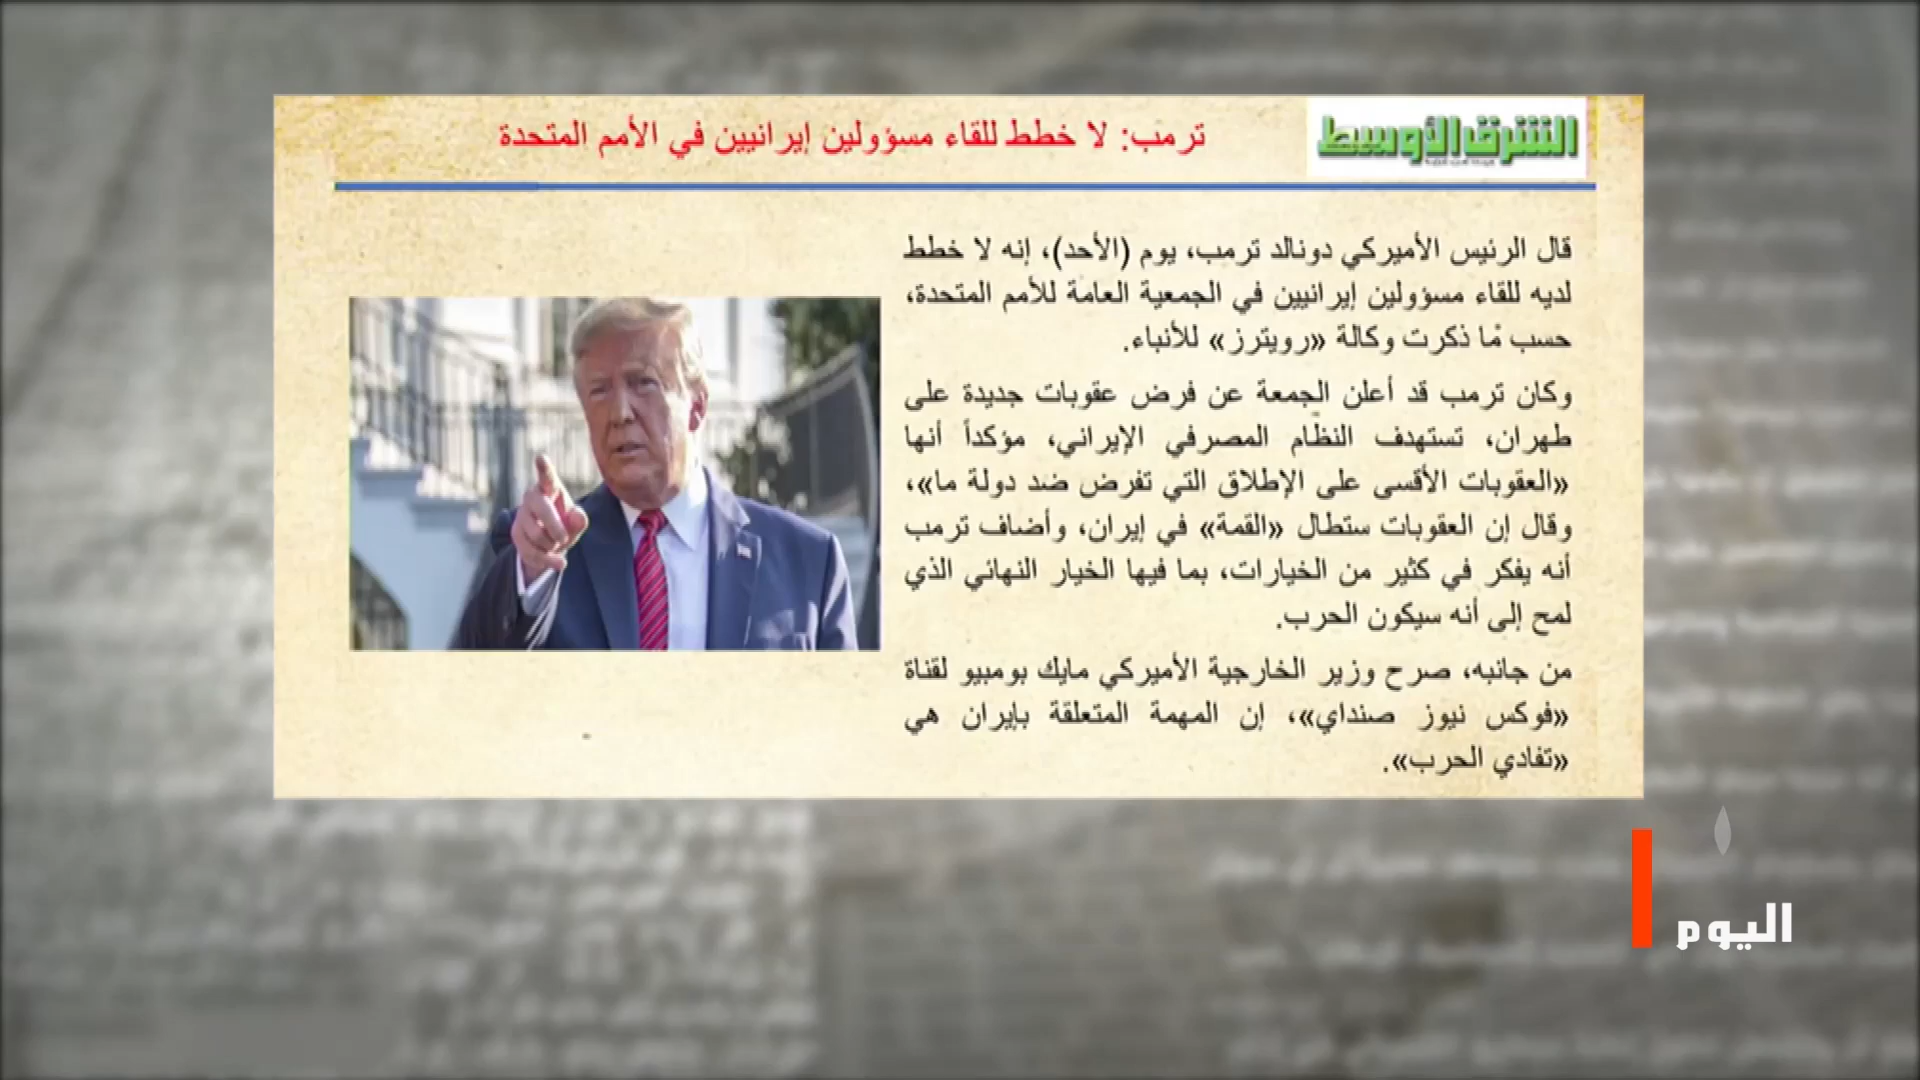 الشرق الأوسط
ترمب: لا خطط للقاء مسؤولين إيرانيين في الأمم المتحدة
قال الرئيس الأميركي دونالد ترمب، يوم (الأحد)، إنه لا خطط
لديه للقاء مسؤولين إيرانيين في الجمعية العامة للأمم المتحدة،
حسب ما ذكرت وكالة «رويترز» للأنباء.
وكان ترمب قد أعلن الجمعة عن فرض عقوبات جديدة على
طهران، تستهدف النظام المصرفي الإيراني، مؤكداً أنها
«العقوبات الأقسى على الإطلاق التي تفرض ضد دولة ما»،
وقال إن العقوبات ستطال «القمة» في إيران، وأضاف ترمب
أنه يفكر في كثير من الخيارات، بما فيها الخيار النهائي الذي
لمح إلى أنه سيكون الحرب.
من جانبه، صرح وزير الخارجية الأميركي مايك بومبيو لقناة
«فوكس نيوز صنداي»، إن المهمة المتعلقة بإيران هي
«تفادي الحرب».
اليوم